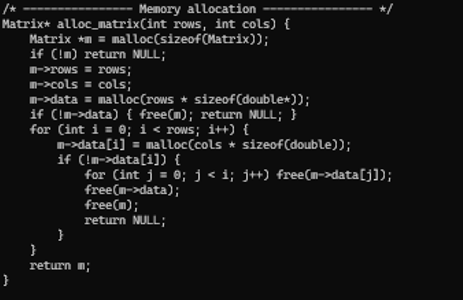 /* ---------------- Memory allocation ---------------- */
Matrix* alloc_matrix(int rows, int cols) {
    Matrix *m = malloc(sizeof(Matrix));
    if (!m) return NULL;
    m->rows = rows;
    m->cols = cols;
    m->data = malloc(rows * sizeof(double*));
    if (!m->data) { free(m); return NULL; }
    for (int i = 0; i < rows; i++) {
        m->data[i] = malloc(cols * sizeof(double));
        if (!m->data[i]) {
            for (int j = 0; j < i; j++) free(m->data[j]);
            free(m->data);
            free(m);
            return NULL;
        }
    }
    return m;
}